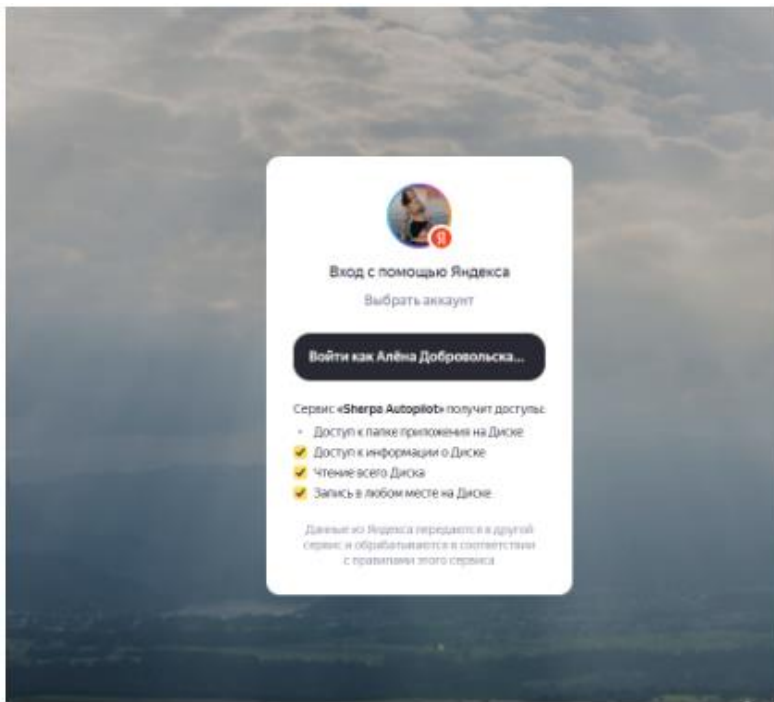 Я
Вход с помощью Яндекса
Выбрать аккаунт
Войти как Алёна Добровольска...
Сервис «Sherpa Autopilot» получит доступы:
Доступ к папке приложения на Диске
Доступ к информации о Диске
Чтение всего Диска
Запись в любом месте на Диске
Данные из Яндекса передаются в другой
сервис и обрабатываются в соответствии
с правилами этого сервиса